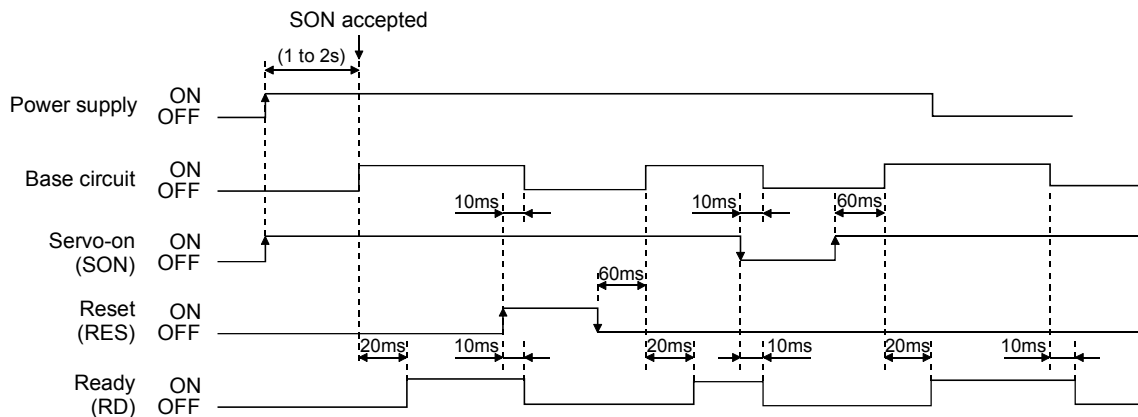 SON accepted
(1 to 2s)
Power supply ON
OFF
Base circuit ON
OFF
10ms 10ms 60ms
Servo-on
(SON) ON
OFF
60ms
Reset
(RES) ON
OFF
20ms 10ms 20ms 10ms 20ms 10ms
Ready
(RD) ON
OFF